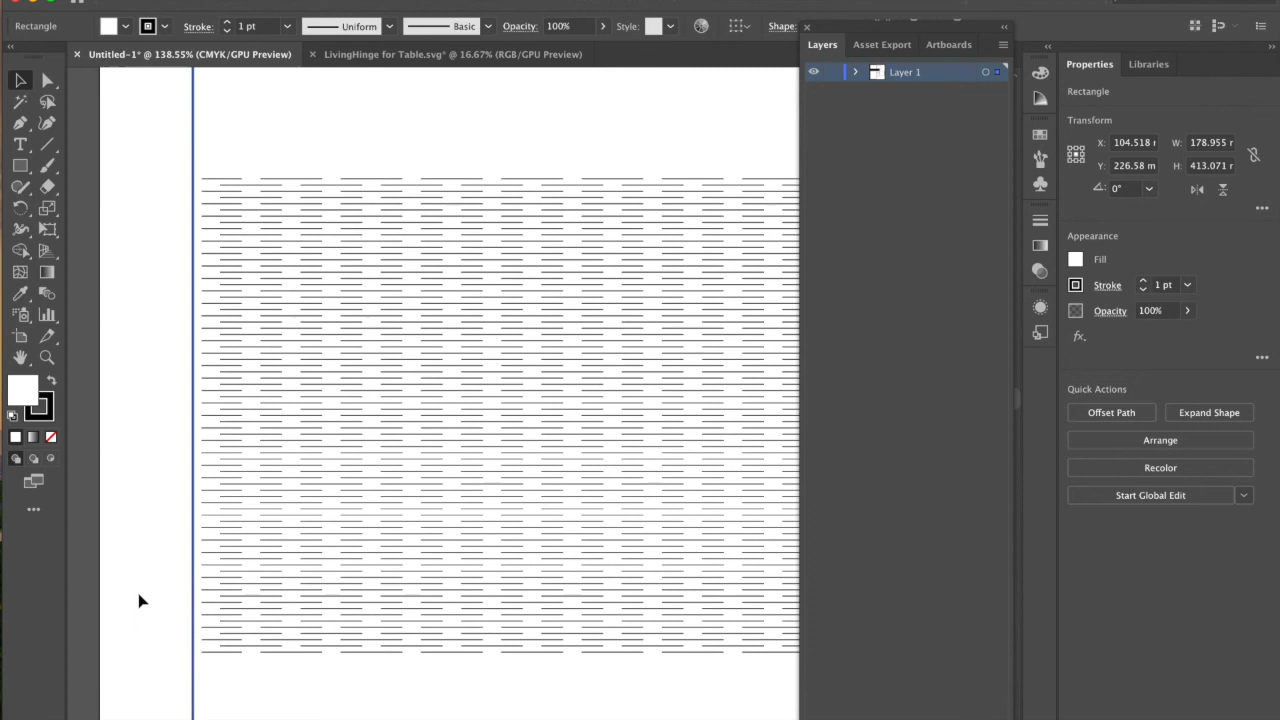 Rectangle Stroke: 1 pt Uniform Basic Opacity: 100% Style: Shape:
Untitled-1* @ 138.55% (CMYK/GPU Preview) LivingHinge for Table.svg* @ 16.67% (RGB/GPU Preview)
Layers Asset Export Artboards
Layer 1
Properties Libraries
Rectangle
Transform
X: 104.518 W: 178.955
Y: 226.58 m H: 413.071
0°
Appearance
Fill
Stroke 1 pt
Opacity 100%
fx.
Quick Actions
Offset Path Expand Shape
Arrange
Recolor
Start Global Edit